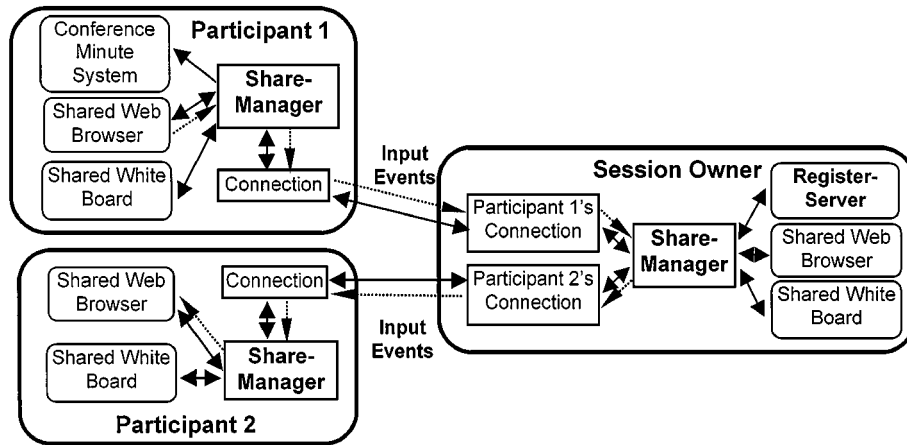 Participant 1
Conference
Minute
System
Share-
Manager
Shared Web
Browser
Shared White
Board
Connection
Input
Events
Session Owner
Register-
Server
Participant 1's
Connection
Share-
Manager
Shared Web
Browser
Participant 2's
Connection
Shared White
Board
Input
Events
Connection
Shared Web
Browser
Share-
Manager
Shared White
Board
Participant 2